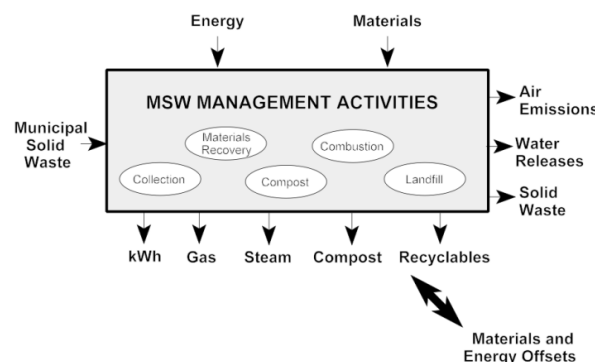 Energy
Materials
MSW MANAGEMENT ACTIVITIES
Municipal
Solid
Waste
Materials
Recovery
Combustion
Collection
Compost
Landfill
Air
Emissions
Water
Releases
Solid
Waste
kWh
Gas
Steam
Compost
Recyclables
Materials and
Energy Offsets